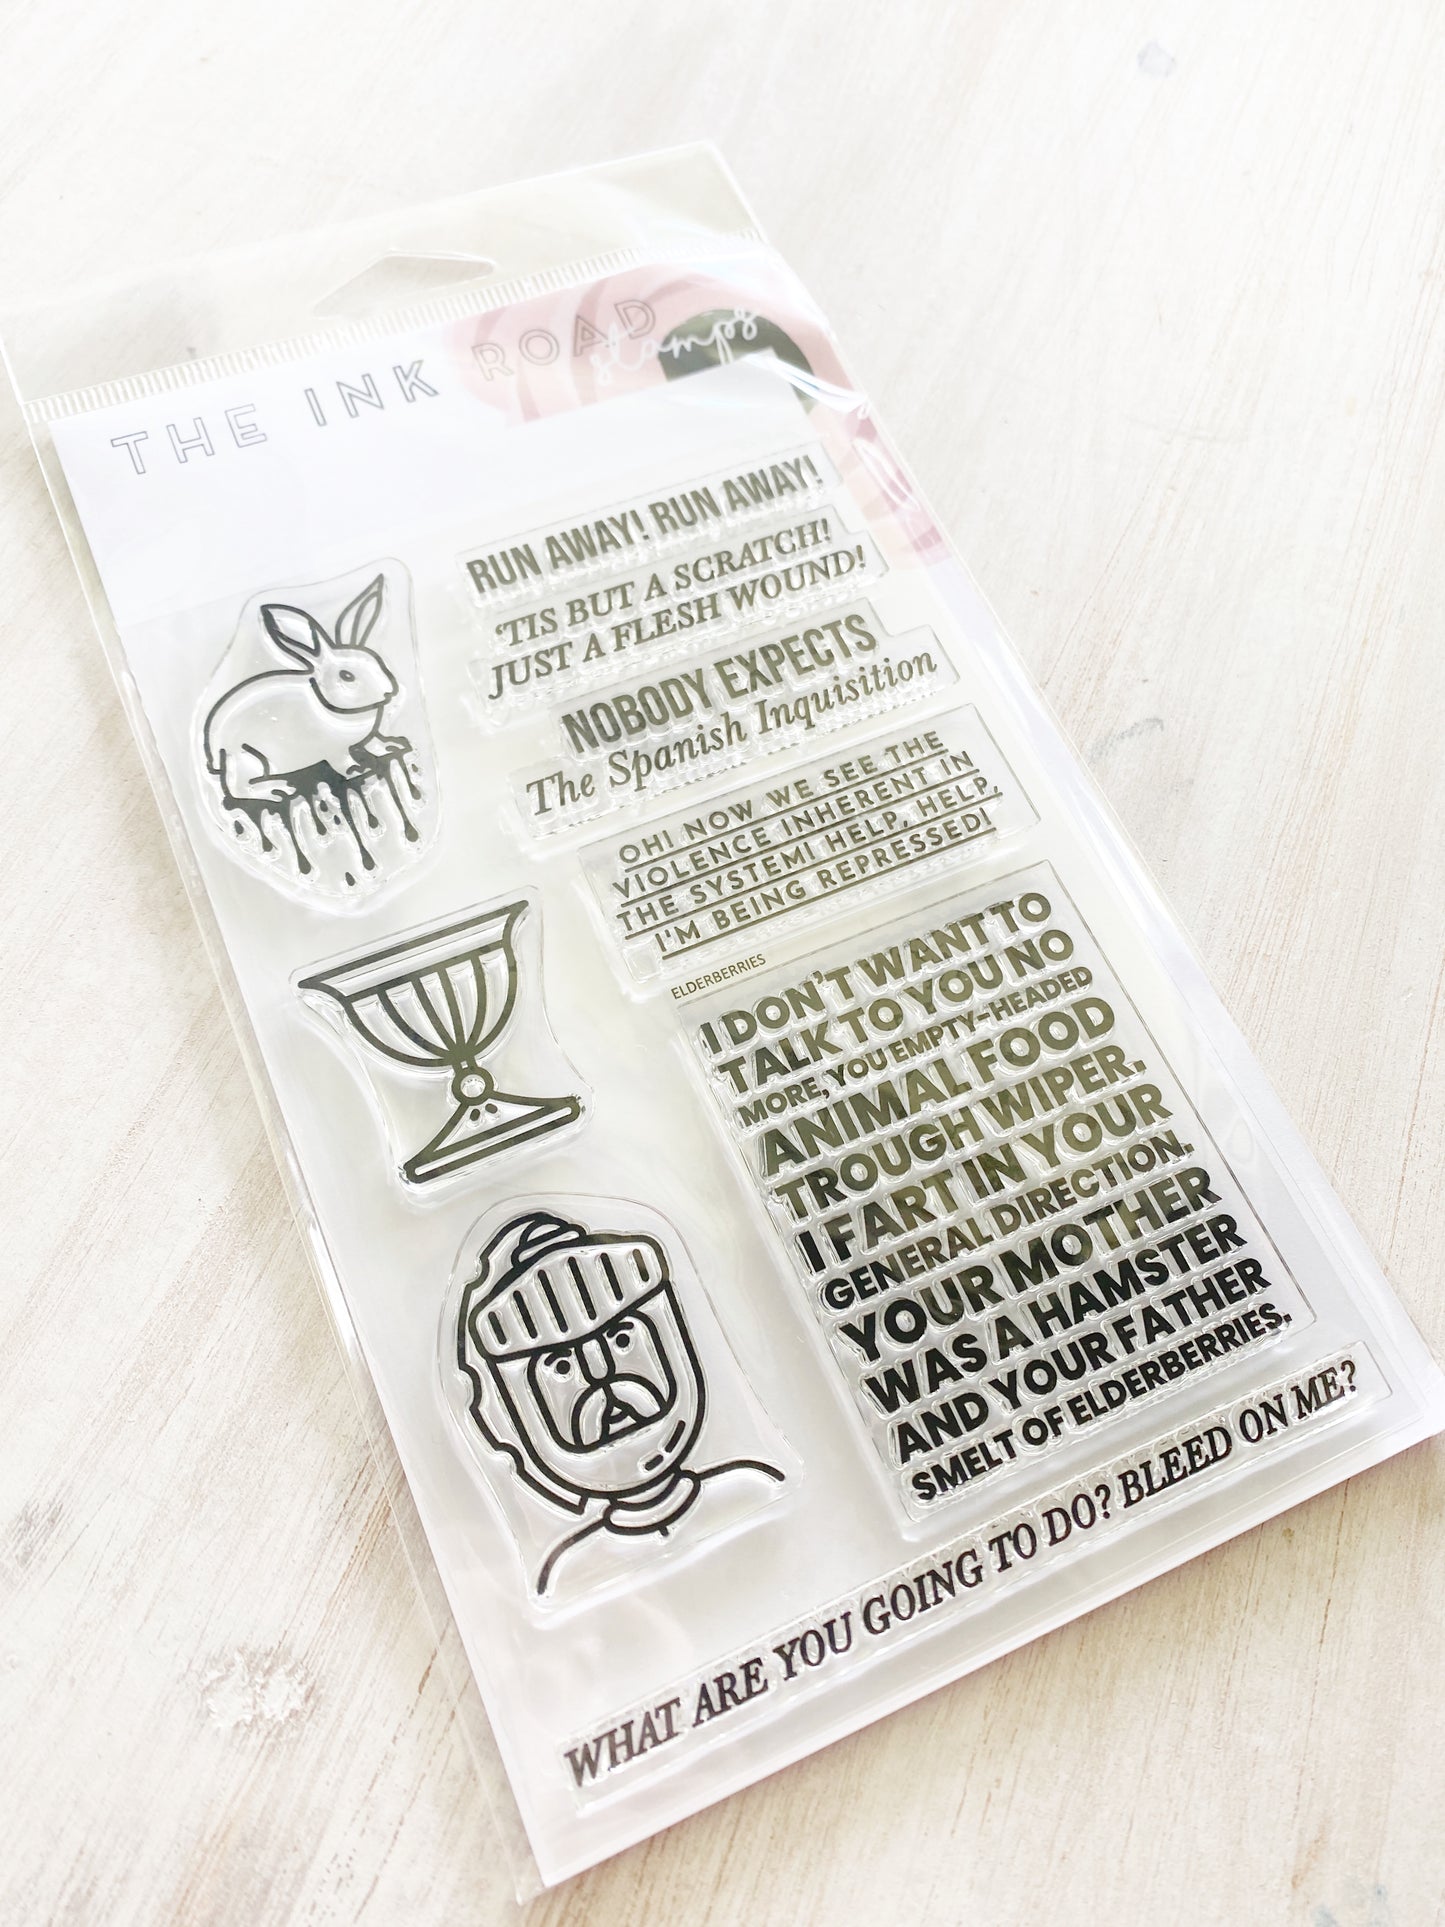 THE INK ROAD
stamps
RUN AWAY! RUN AWAY!
'TIS BUT A SCRATCH!
JUST A FLESH WOUND!
NOBODY EXPECTS
The Spanish Inquisition
OH! NOW WE SEE THE
VIOLENCE INHERENT IN
THE SYSTEM! HELP, HELP,
I'M BEING REPRESSED!
ELDERBERRIES
I DON'T WANT TO
TALK TO YOU NO
MORE, YOU EMPTY-HEADED
ANIMAL FOOD
TROUGH WIPER.
I FART IN YOUR
GENERAL DIRECTION.
YOUR MOTHER
WAS A HAMSTER
AND YOUR FATHER
SMELT OF ELDERBERRIES.
WHAT ARE YOU GOING TO DO? BLEED ON ME?